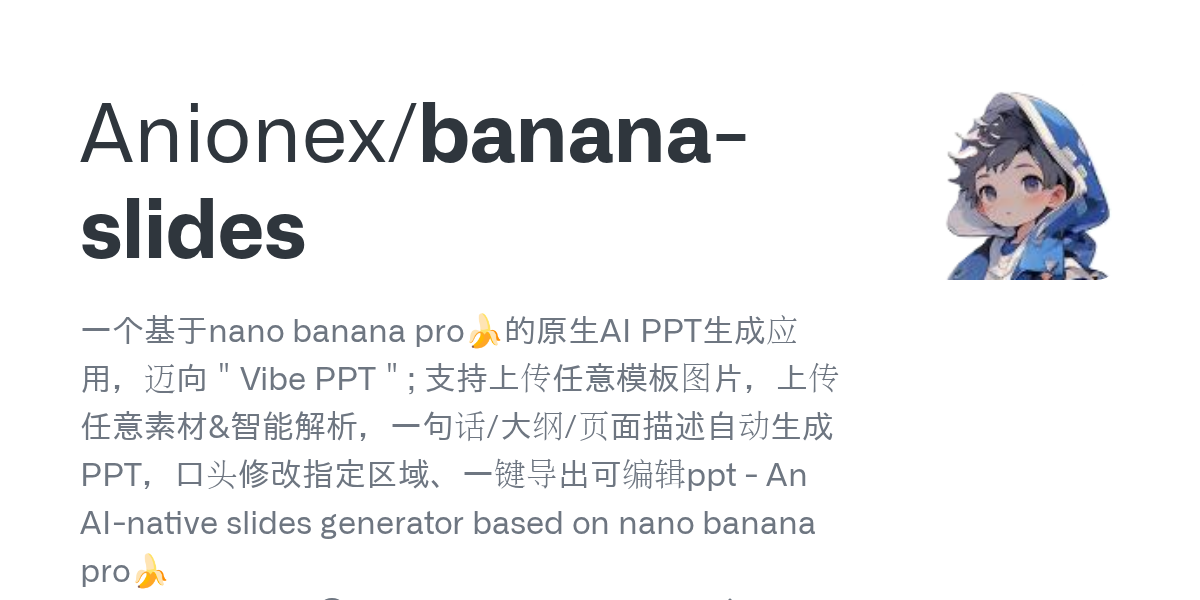 Anionex/banana-
slides
一个基于nano banana pro🍌的原生AI PPT生成应
用，迈向＂Vibe PPT＂; 支持上传任意模板图片，上传
任意素材&智能解析，一句话/大纲/页面描述自动生成
PPT，口头修改指定区域、一键导出可编辑ppt - An
AI-native slides generator based on nano banana
pro🍌